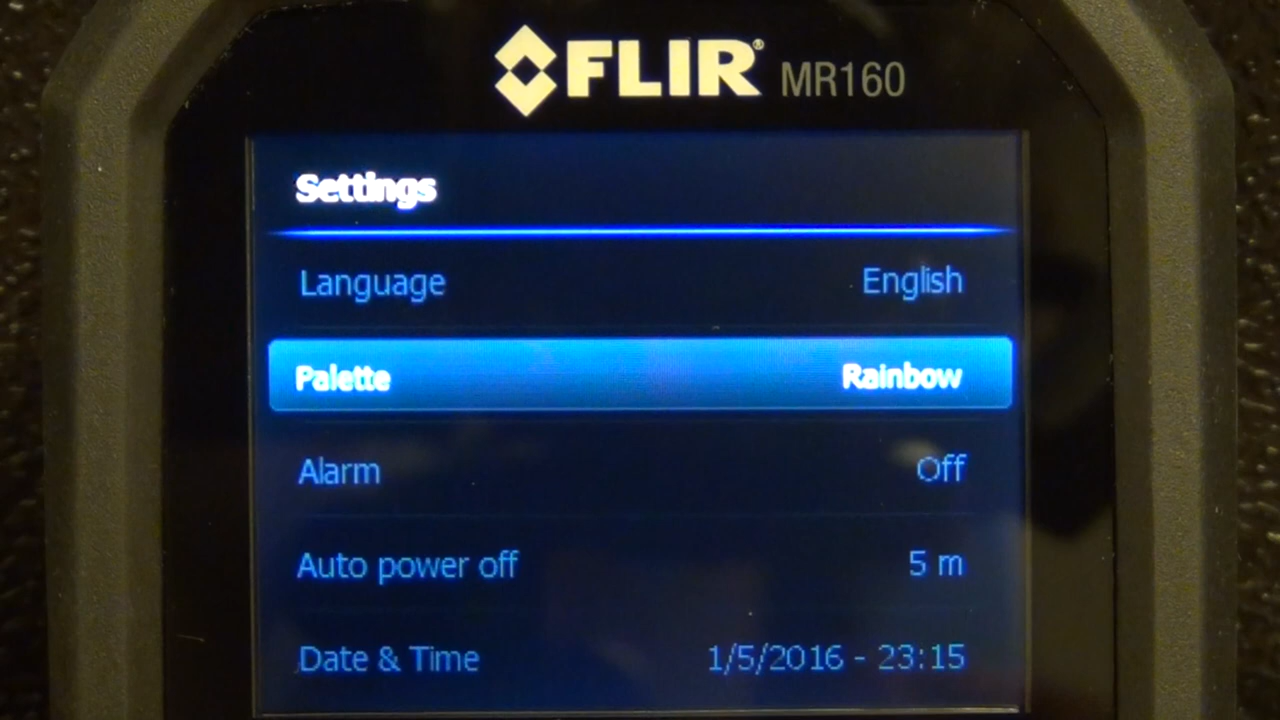 FLIR® MR160
Settings
Language English
Palette Rainbow
Alarm Off
Auto power off 5 m
Date & Time 1/5/2016 - 23:15